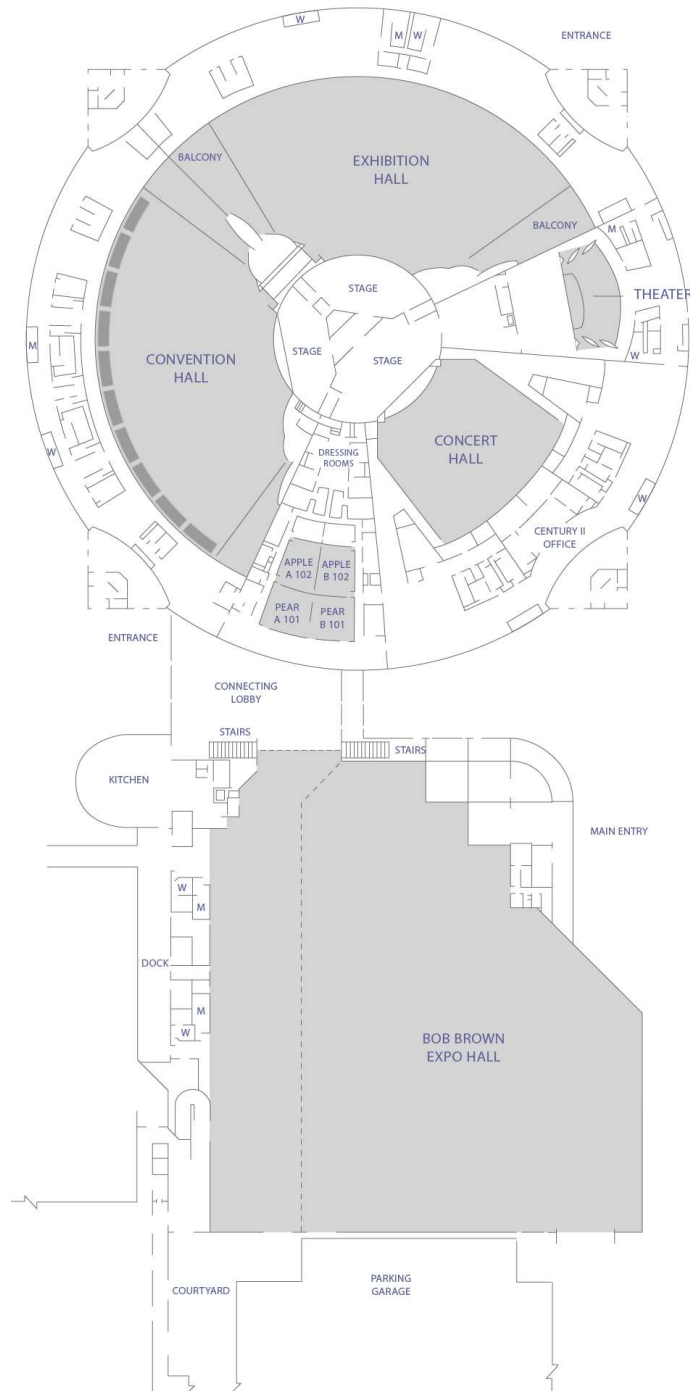 W
M W
ENTRANCE
BALCONY
EXHIBITION
HALL
BALCONY
M
STAGE
THEATER
M
CONVENTION
HALL
STAGE
STAGE
W
CONCERT
HALL
W
DRESSING
ROOMS
W
CENTURY II
OFFICE
APPLE
A 102
APPLE
B 102
PEAR
A 101
PEAR
B 101
ENTRANCE
CONNECTING
LOBBY
STAIRS
STAIRS
KITCHEN
MAIN ENTRY
W
M
DOCK
M
W
BOB BROWN
EXPO HALL
COURTYARD
PARKING
GARAGE